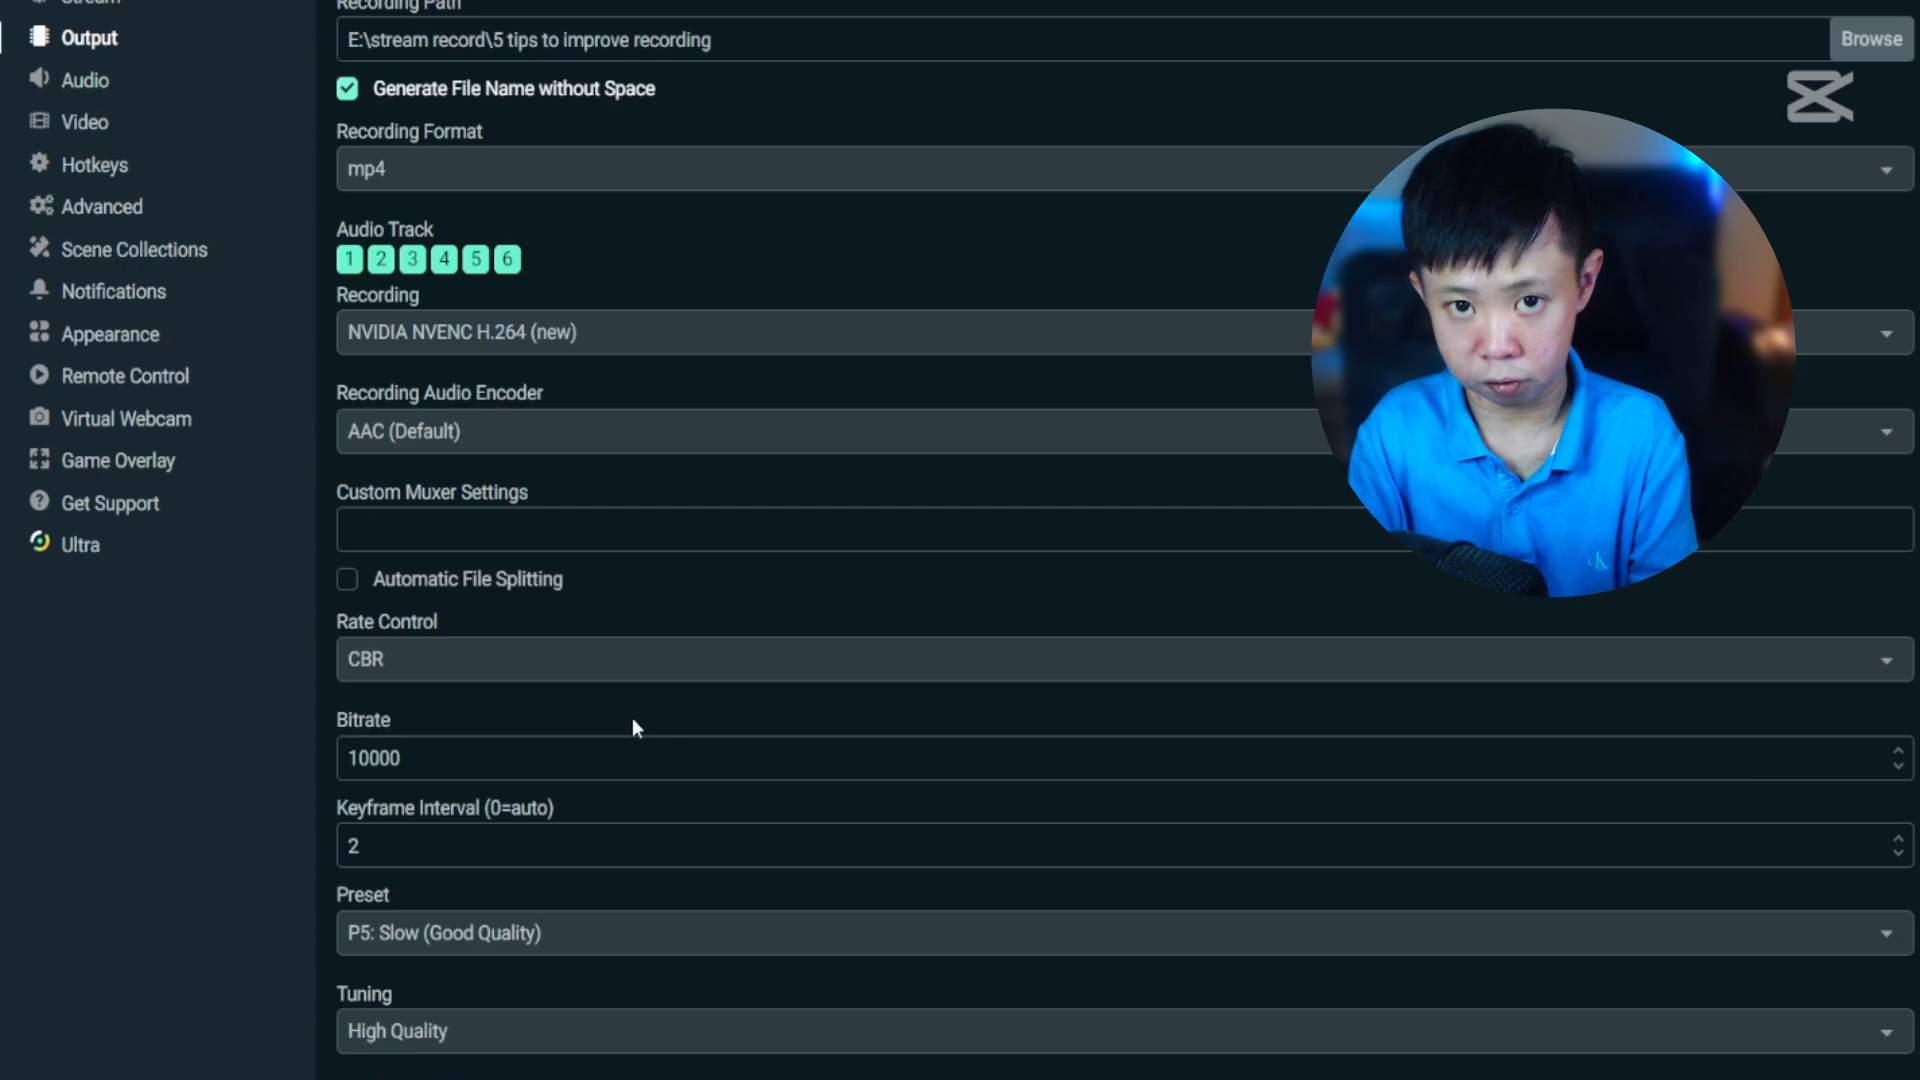 Stream
Recording Path
Output
E:\stream record\5 tips to improve recording
Browse
Audio
Generate File Name without Space
Video
Recording Format
Hotkeys
mp4
Advanced
Audio Track
Scene Collections
1 2 3 4 5 6
Notifications
Recording
Appearance
NVIDIA NVENC H.264 (new)
Remote Control
Recording Audio Encoder
Virtual Webcam
AAC (Default)
Game Overlay
Custom Muxer Settings
Get Support
Ultra
Automatic File Splitting
cK
Rate Control
CBR
Bitrate
10000
Keyframe Interval (0=auto)
2
Preset
P5: Slow (Good Quality)
Tuning
High Quality